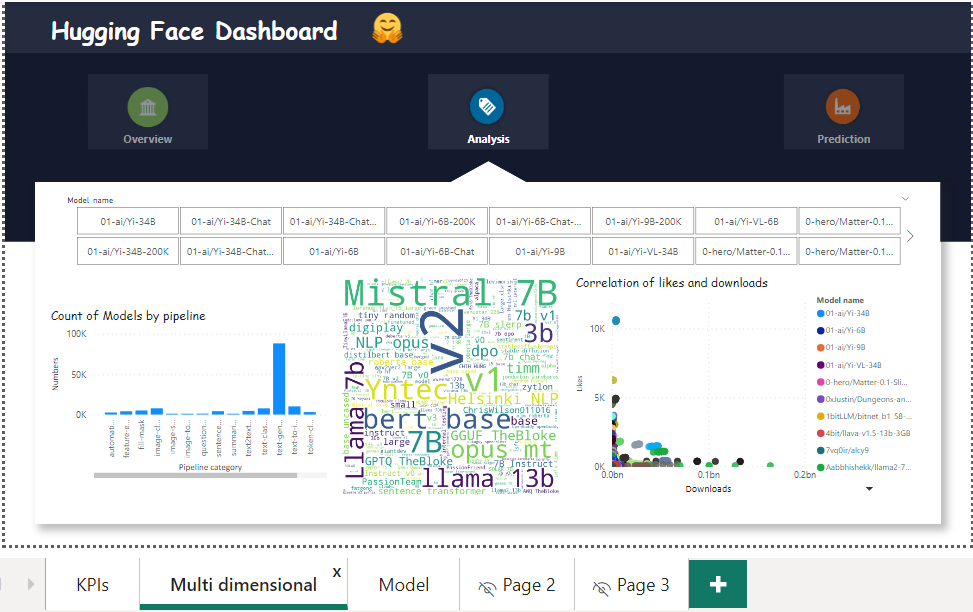 Hugging Face Dashboard
Overview
Analysis
Prediction
Model name
01-ai/Yi-34B
01-ai/Yi-34B-Chat
01-ai/Yi-34B-Chat...
01-ai/Yi-6B-200K
01-ai/Yi-6B-Chat-...
01-ai/Yi-9B-200K
01-ai/Yi-VL-6B
0-hero/Matter-0.1...
01-ai/Yi-34B-200K
01-ai/Yi-34B-Chat...
01-ai/Yi-6B
01-ai/Yi-6B-Chat
01-ai/Yi-9B
01-ai/Yi-VL-34B
0-hero/Matter-0.1...
0-hero/Matter-0.1...
Count of Models by pipeline
Numbers
100K
50K
0K
automati...
feature-e...
fill-mask
image-cl...
image-s...
image-to...
question...
sentence...
summari...
text2text...
text-clas...
text-gen...
text-to-i...
token-cl...
Pipeline category
Mistral 7B
tiny random
7b v1
digiplay
7B slerp
3b
NLP opus
v2
dpo
distilbert base
7b chat
timm
roberta base
7b
Yntec
v1
13b
zytlon
small
Helsinki NLP
ChrisWilson011016
bert base
base
instruct
large
7B
GGUF TheBloke
opus mt
llama
GPTQ TheBloke
7B Instruct
Instruct v0
PassionTeam
llama 13b
sentence transformer
AWQ TheBloke
Correlation of likes and downloads
Likes
10K
5K
0K
0.0bn
0.1bn
0.2bn
Downloads
Model name
01-ai/Yi-34B
01-ai/Yi-6B
01-ai/Yi-9B
01-ai/Yi-VL-34B
0-hero/Matter-0.1-Sli...
0xJustin/Dungeons-an...
1bitLLM/bitnet_b1_58-...
4bit/llava-v1.5-13b-3GB
7vq0ir/alcy9
Aabbhishekk/llama2-7...
KPIs
Multi dimensional
x
Model
Page 2
Page 3
+